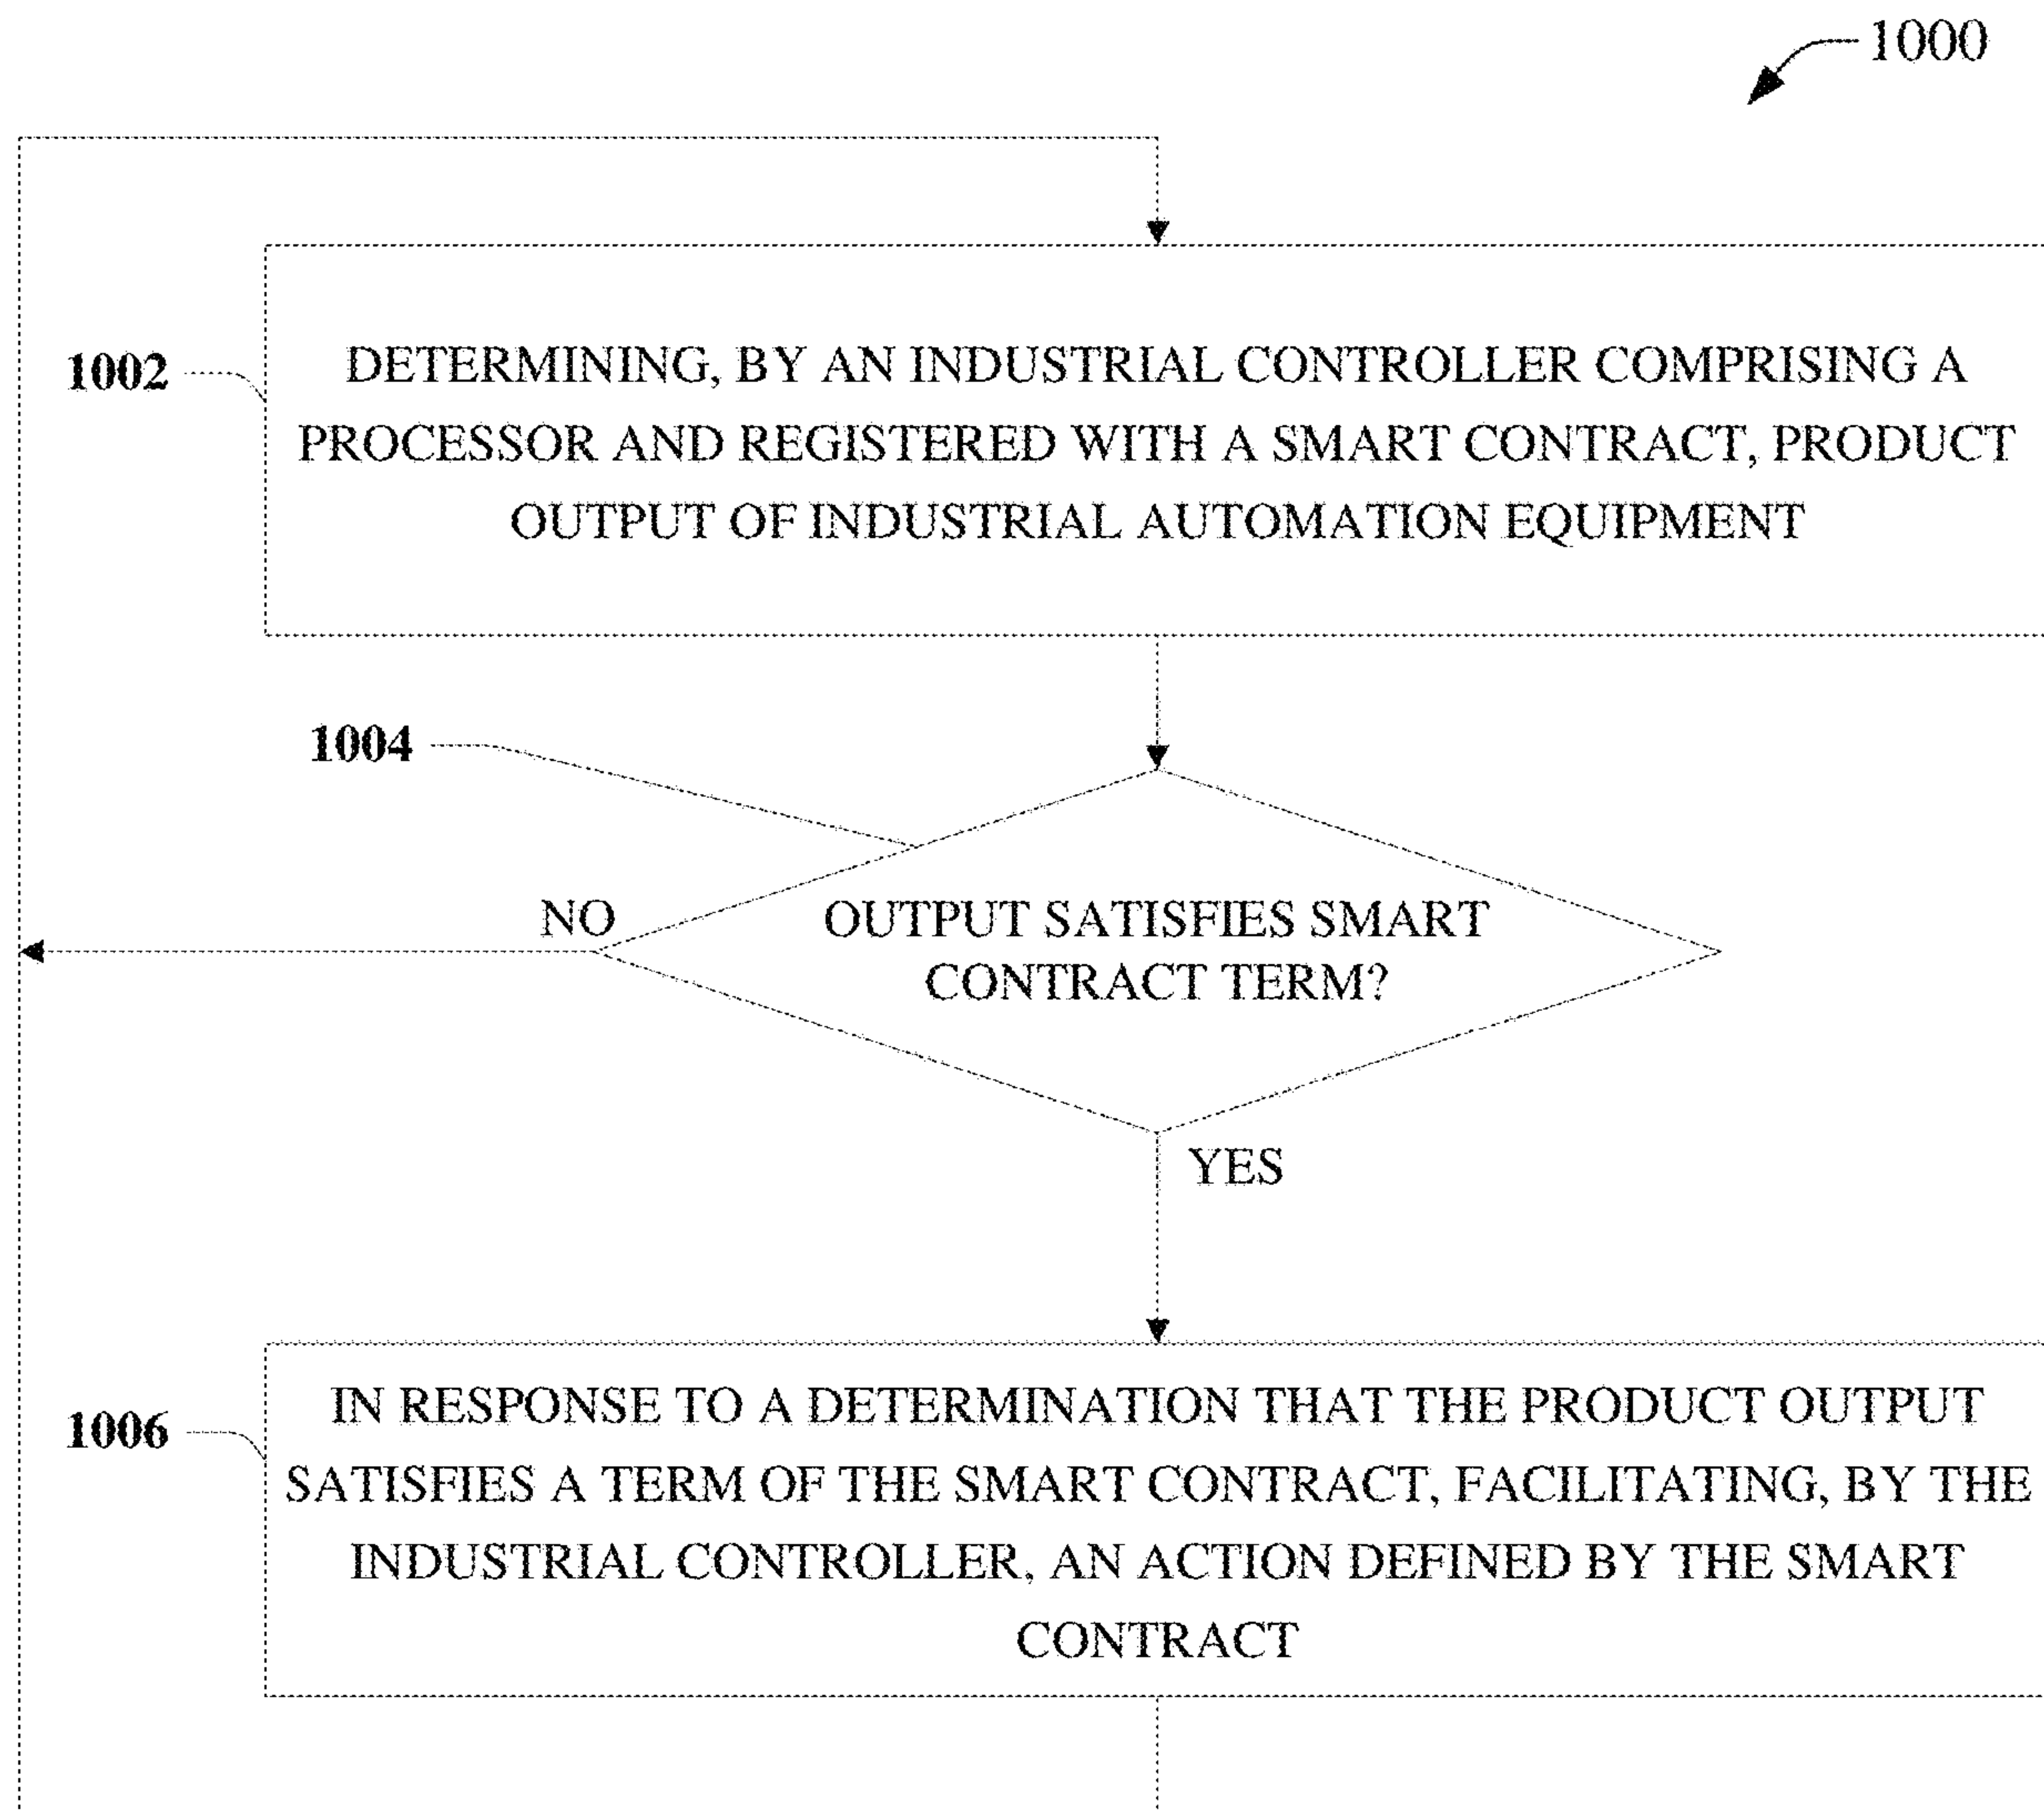 1000
1002
DETERMINING, BY AN INDUSTRIAL CONTROLLER COMPRISING A
PROCESSOR AND REGISTERED WITH A SMART CONTRACT, PRODUCT
OUTPUT OF INDUSTRIAL AUTOMATION EQUIPMENT
1004
NO
OUTPUT SATISFIES SMART
CONTRACT TERM?
YES
1006
IN RESPONSE TO A DETERMINATION THAT THE PRODUCT OUTPUT
SATISFIES A TERM OF THE SMART CONTRACT, FACILITATING, BY THE
INDUSTRIAL CONTROLLER, AN ACTION DEFINED BY THE SMART
CONTRACT